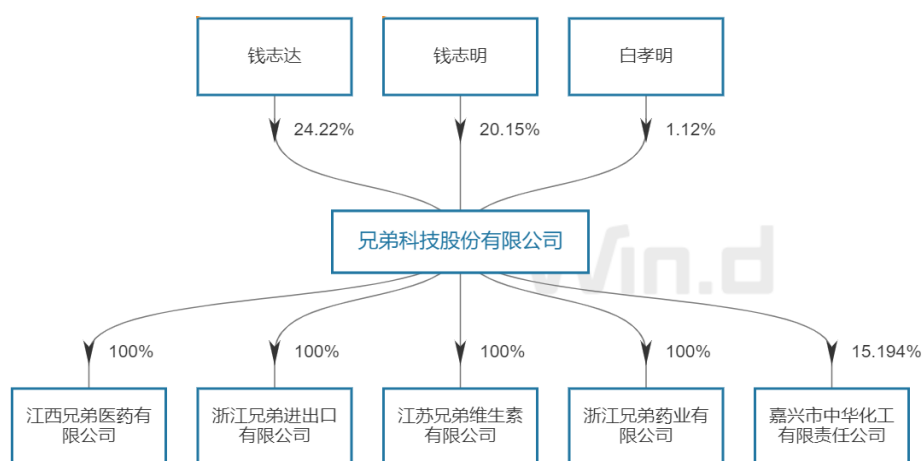 钱志达
钱志明
白孝明
24.22%
20.15%
1.12%
兄弟科技股份有限公司
Win.d
100%
100%
100%
100%
15.194%
江西兄弟医药有
限公司
浙江兄弟进出口
有限公司
江苏兄弟维生素
有限公司
浙江兄弟药业有
限公司
嘉兴市中华化工
有限责任公司